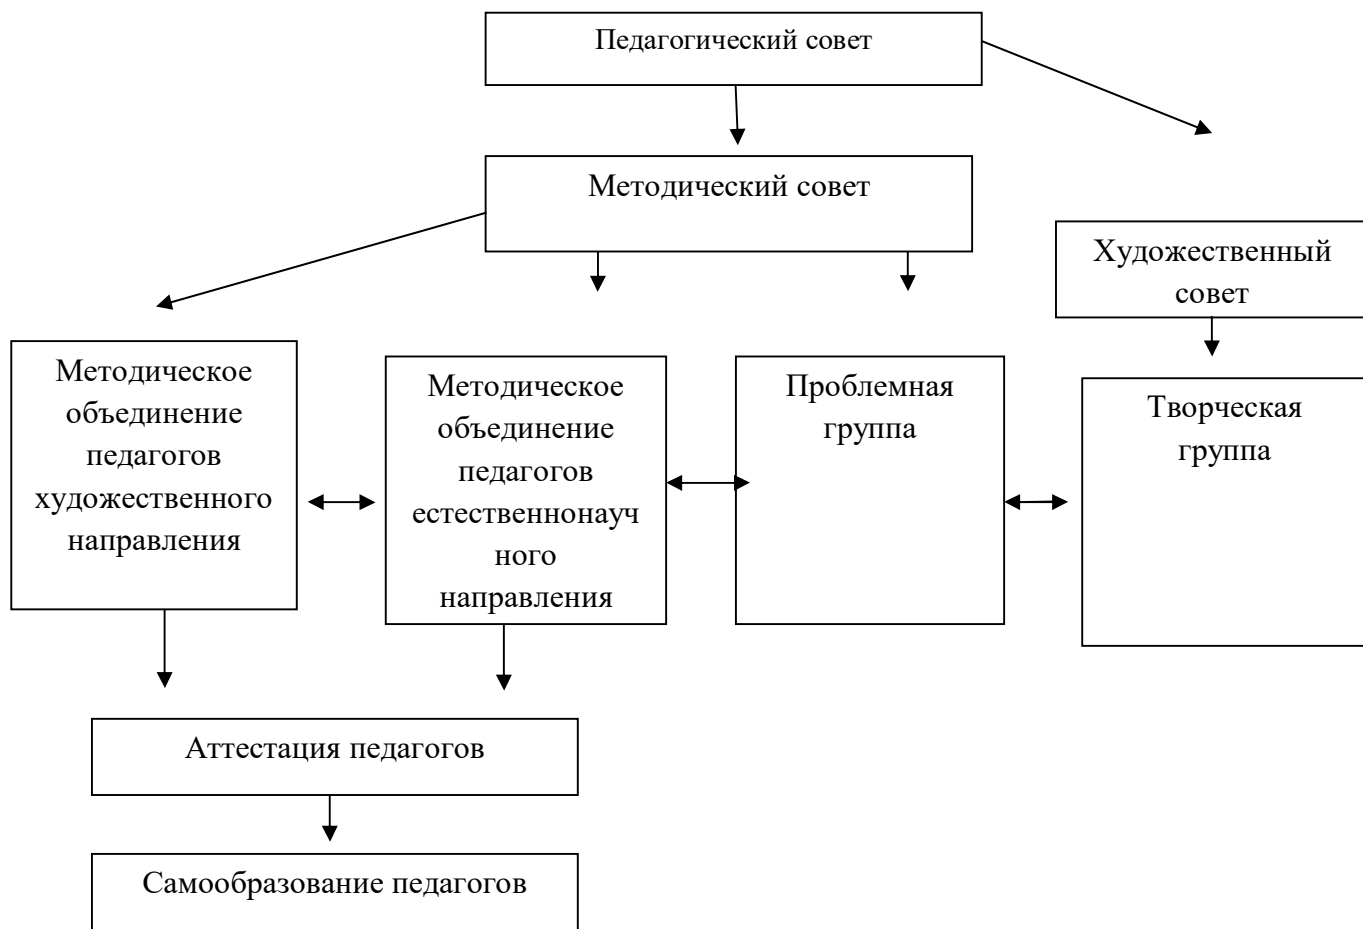 Педагогический совет
Методический совет
Художественный
совет
Методическое
объединение
педагогов
художественного
направления
Методическое
объединение
педагогов
естественнонауч
ного
направления
Проблемная
группа
Творческая
группа
Аттестация педагогов
Самообразование педагогов